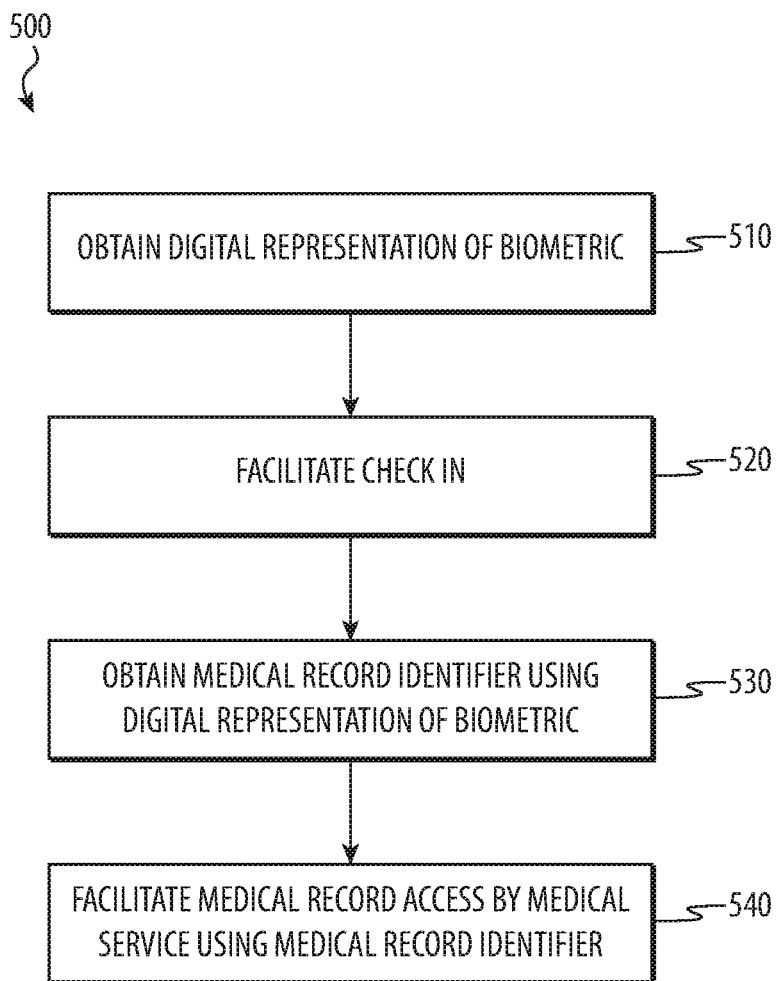 500
OBTAIN DIGITAL REPRESENTATION OF BIOMETRIC
510
FACILITATE CHECK IN
520
OBTAIN MEDICAL RECORD IDENTIFIER USING
DIGITAL REPRESENTATION OF BIOMETRIC
530
FACILITATE MEDICAL RECORD ACCESS BY MEDICAL
SERVICE USING MEDICAL RECORD IDENTIFIER
540